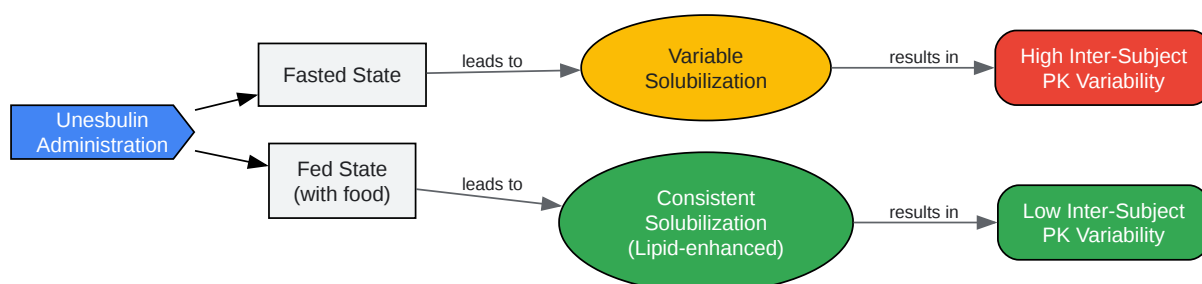 Unesbulin
Administration
Fasted State
leads to
Variable
Solubilization
results in
High Inter-Subject
PK Variability
Fed State
(with food)
leads to
Consistent
Solubilization
(Lipid-enhanced)
results in
Low Inter-Subject
PK Variability